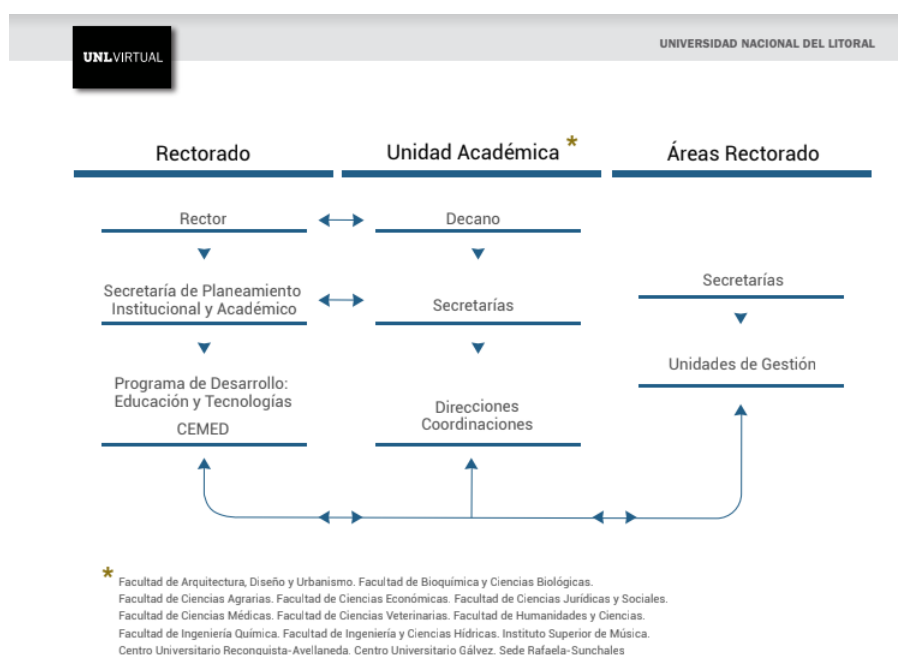 UNLVIRTUAL
UNIVERSIDAD NACIONAL DEL LITORAL
Rectorado
Unidad Académica *
Áreas Rectorado
Rector
Decano
Secretaría de Planeamiento
Institucional y Académico
Secretarías
Secretarías
Programa de Desarrollo:
Educación y Tecnologías
CEMED
Direcciones
Coordinaciones
Unidades de Gestión
* Facultad de Arquitectura, Diseño y Urbanismo. Facultad de Bioquímica y Ciencias Biológicas.
Facultad de Ciencias Agrarias. Facultad de Ciencias Económicas. Facultad de Ciencias Jurídicas y Sociales.
Facultad de Ciencias Médicas. Facultad de Ciencias Veterinarias. Facultad de Humanidades y Ciencias.
Facultad de Ingeniería Química. Facultad de Ingeniería y Ciencias Hídricas. Instituto Superior de Música.
Centro Universitario Reconquista-Avellaneda. Centro Universitario Gálvez. Sede Rafaela-Sunchales